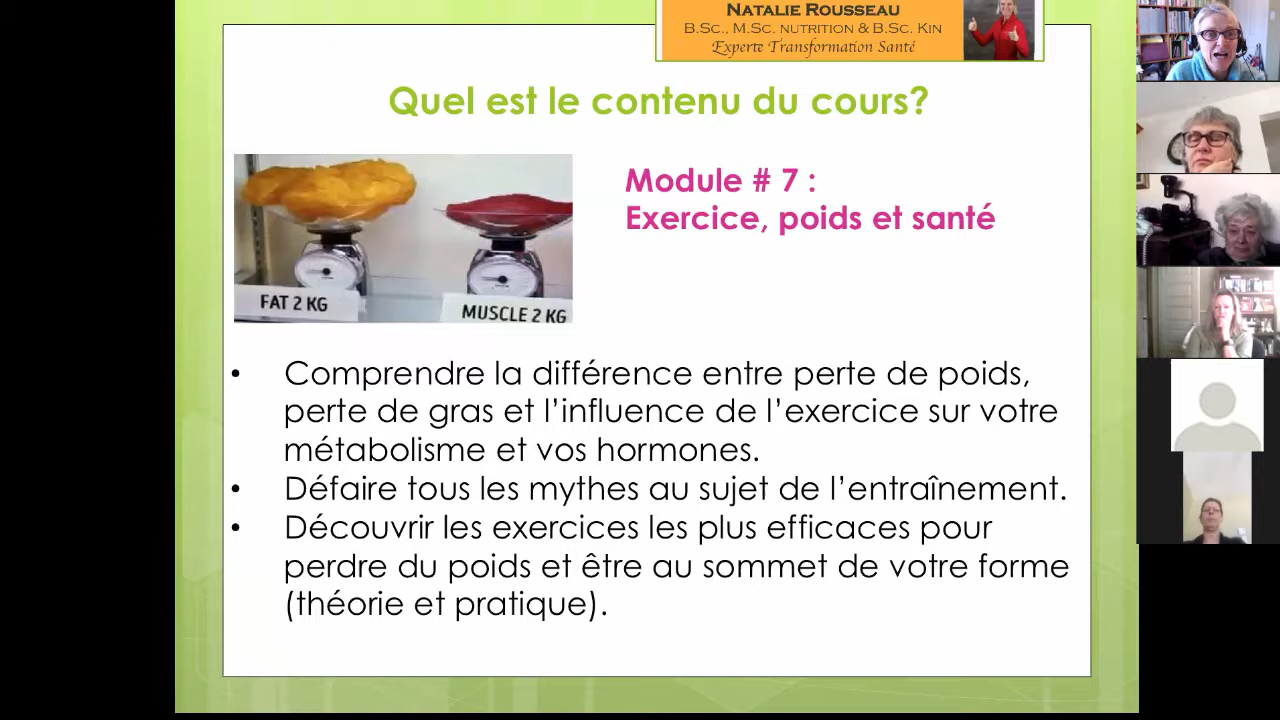 NATALIE ROUSSEAU
B.SC., M.SC. NUTRITION & B.SC. KIN
Experte Transformation Santé
Quel est le contenu du cours?
Module # 7 :
Exercice, poids et santé
FAT 2 KG
MUSCLE 2 KG
• Comprendre la différence entre perte de poids,
perte de gras et l’influence de l’exercice sur votre
métabolisme et vos hormones.
• Défaire tous les mythes au sujet de l’entraînement.
• Découvrir les exercices les plus efficaces pour
perdre du poids et être au sommet de votre forme
(théorie et pratique).